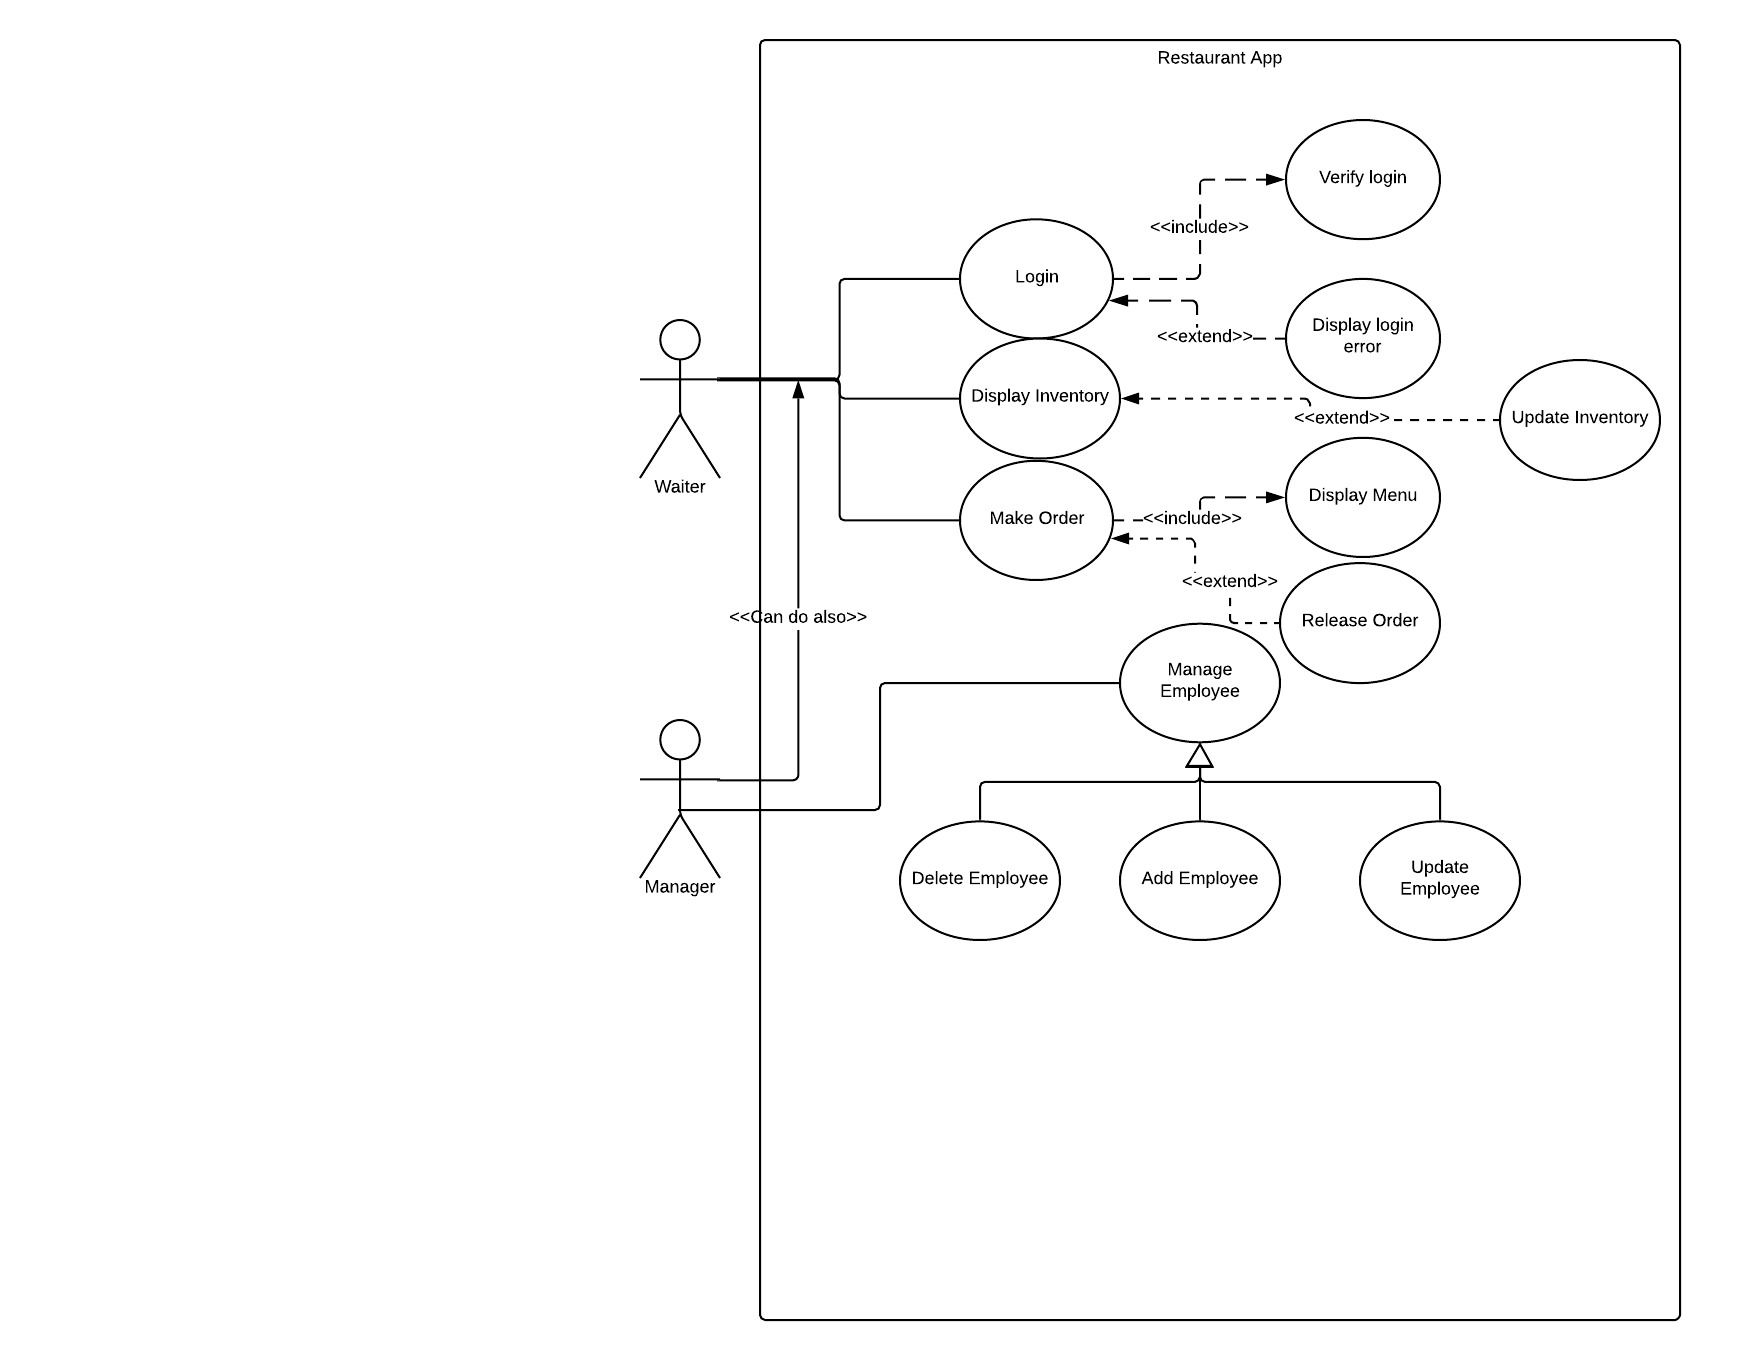 Restaurant App
Verify login
<<include>>
Login
Display login
error
<<extend>>
Display Inventory
<<extend>>
Update Inventory
Waiter
Display Menu
Make Order
<<include>>
<<extend>>
<<Can do also>>
Release Order
Manage
Employee
Manager
Delete Employee
Add Employee
Update
Employee